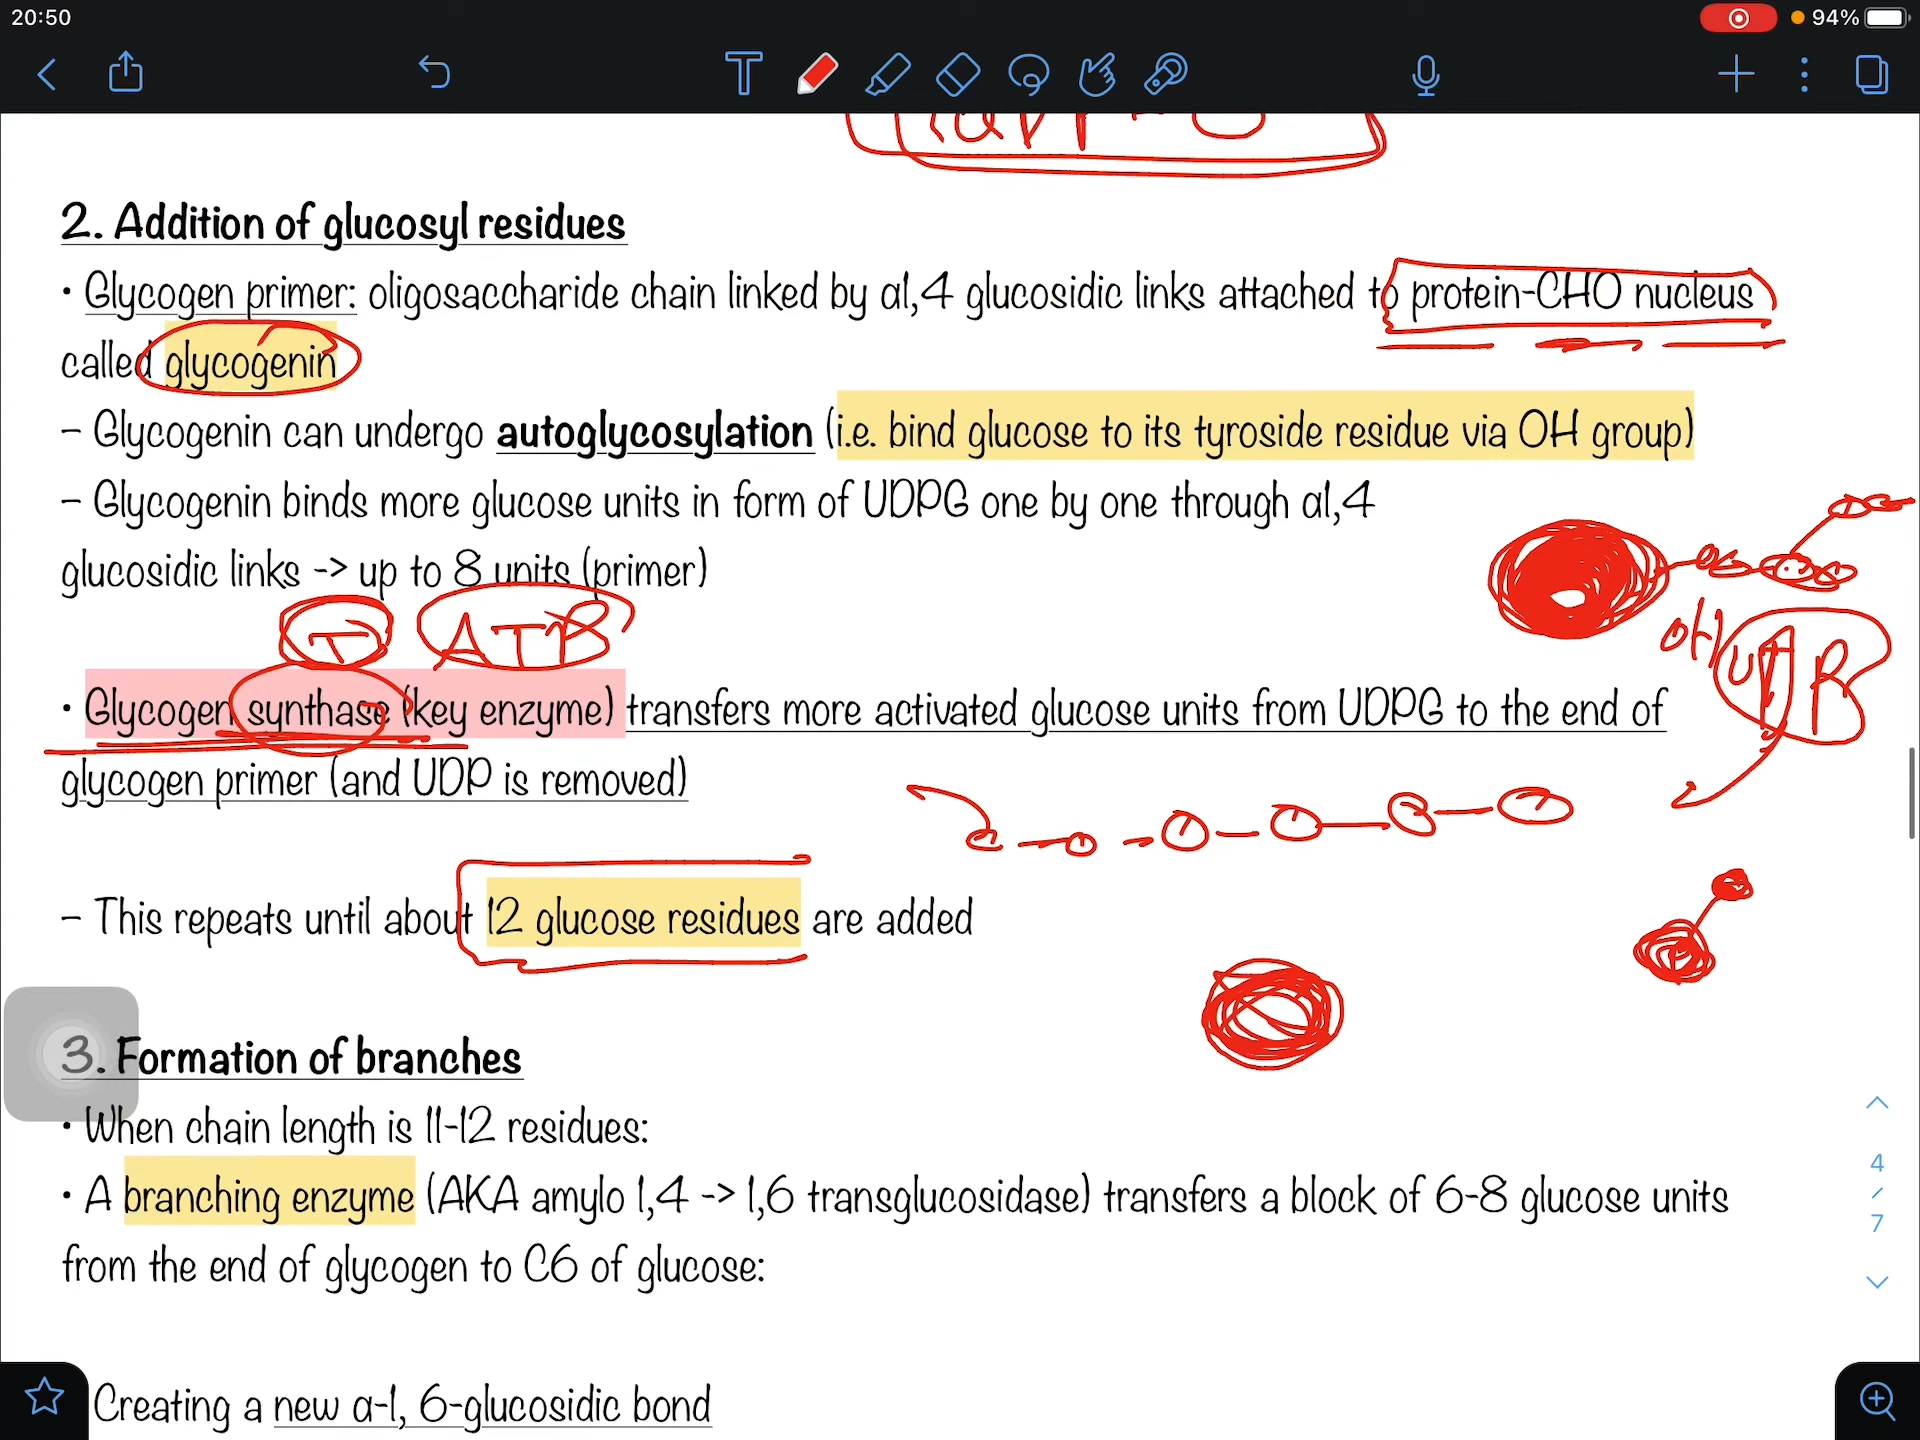 20:50
94%
2. Addition of glucosyl residues
• Glycogen primer: oligosaccharide chain linked by α1,4 glucosidic links attached to protein-CHO nucleus
called glycogenin
– Glycogenin can undergo autoglycosylation (i.e. bind glucose to its tyroside residue via OH group)
– Glycogenin binds more glucose units in form of UDPG one by one through α1,4
glucosidic links -> up to 8 units (primer)
OH
• Glycogen synthase (key enzyme) transfers more activated glucose units from UDPG to the end of
glycogen primer (and UDP is removed)
– This repeats until about 12 glucose residues are added
3. Formation of branches
• When chain length is 11-12 residues:
• A branching enzyme (AKA amylo 1,4 -> 1,6 transglucosidase) transfers a block of 6-8 glucose units
from the end of glycogen to C6 of glucose:
4
/
7
Creating a new α-1, 6-glucosidic bond